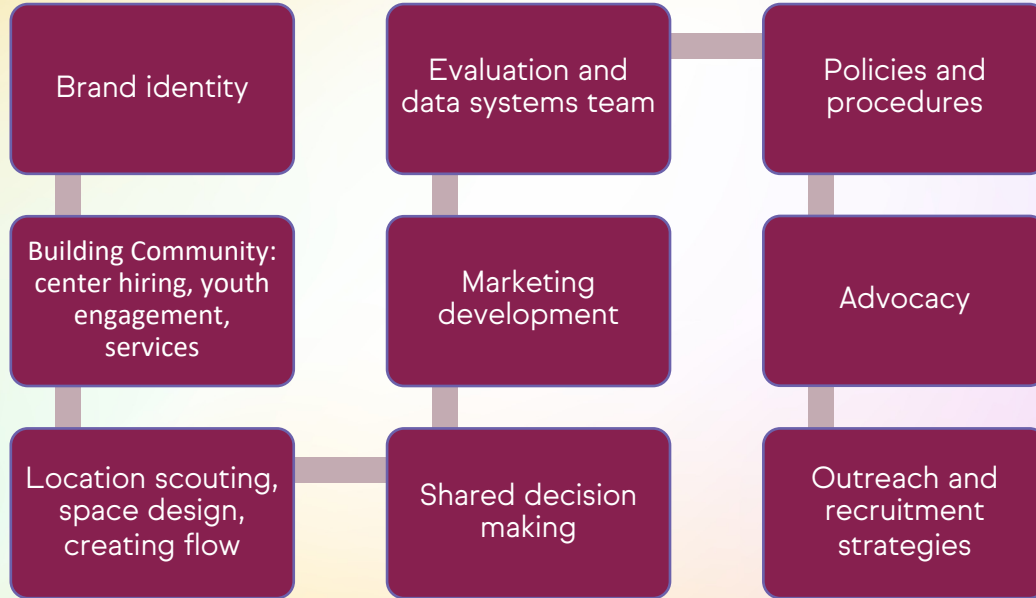 Brand identity
Building Community:
center hiring, youth
engagement,
services
Location scouting,
space design,
creating flow
Shared decision
making
Marketing
development
Evaluation and
data systems team
Policies and
procedures
Advocacy
Outreach and
recruitment
strategies